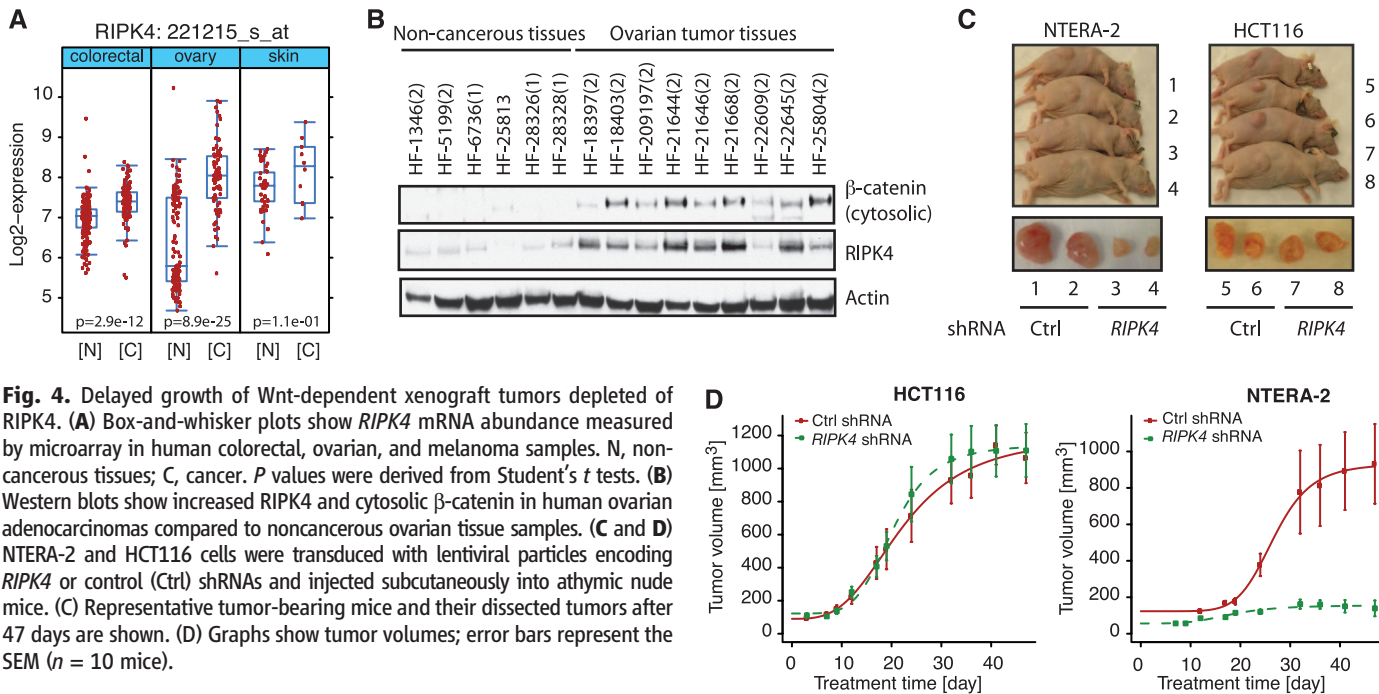 A
RIPK4: 221215_s_at
colorectal ovary skin
Log2−expression
10
9
8
7
6
5
p=2.9e-12 p=8.9e-25 p=1.1e-01
[N] [C] [N] [C] [N] [C]
B
Non-cancerous tissues Ovarian tumor tissues
HF-1346(2)
HF-5199(2)
HF-6736(1)
HF-25813
HF-28326(1)
HF-28328(1)
HF-18397(2)
HF-18403(2)
HF-209197(2)
HF-21644(2)
HF-21646(2)
HF-21668(2)
HF-22609(2)
HF-22645(2)
HF-25804(2)
β-catenin
(cytosolic)
RIPK4
Actin
C
NTERA-2 HCT116
1
2
3
4
5
6
7
8
1 2 3 4 5 6 7 8
shRNA Ctrl RIPK4 Ctrl RIPK4
Fig. 4. Delayed growth of Wnt-dependent xenograft tumors depleted of
RIPK4. (A) Box-and-whisker plots show RIPK4 mRNA abundance measured
by microarray in human colorectal, ovarian, and melanoma samples. N, non-
cancerous tissues; C, cancer. P values were derived from Student's t tests. (B)
Western blots show increased RIPK4 and cytosolic β-catenin in human ovarian
adenocarcinomas compared to noncancerous ovarian tissue samples. (C and D)
NTERA-2 and HCT116 cells were transduced with lentiviral particles encoding
RIPK4 or control (Ctrl) shRNAs and injected subcutaneously into athymic nude
mice. (C) Representative tumor-bearing mice and their dissected tumors after
47 days are shown. (D) Graphs show tumor volumes; error bars represent the
SEM (n = 10 mice).
D
HCT116
Ctrl shRNA
RIPK4 shRNA
Tumor volume [mm3]
1200
1000
800
600
400
200
0
0 10 20 30 40
Treatment time [day]
NTERA-2
Ctrl shRNA
RIPK4 shRNA
Tumor volume [mm3]
1000
800
600
400
200
0
0 10 20 30 40
Treatment time [day]